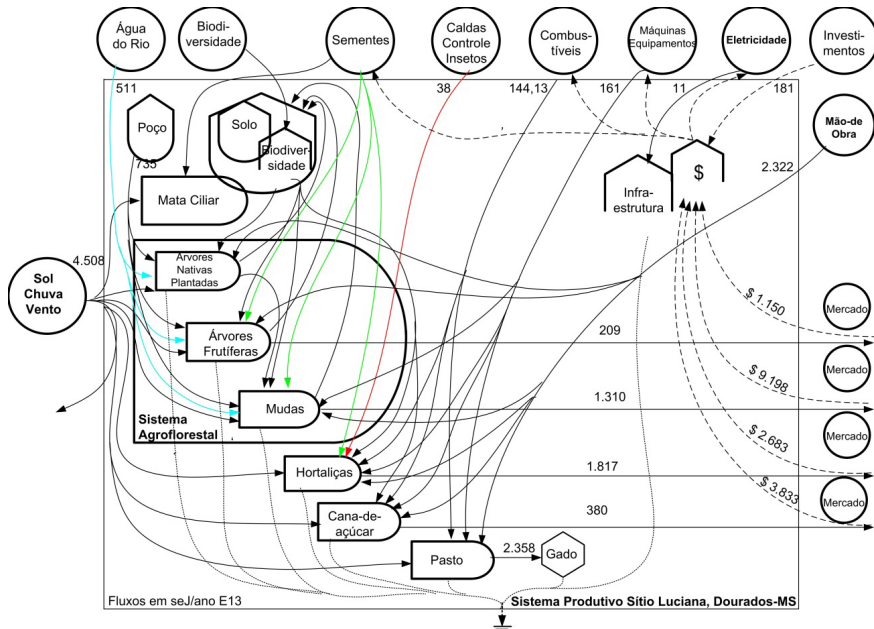 Água
do Rio
Biodi-
versidade
Sementes
Caldas
Controle
Insetos
Combus-
tíveis
Máquinas
Equipamentos
Eletricidade
Investi-
mentos
511
38
144,13
161
11
181
Poço
Solo
Biodiver-
sidade
Mão-de
Obra
735
$
2.322
Mata Ciliar
Infra-
estrutura
Sol
Chuva
Vento
4.508
Árvores
Nativas
Plantadas
$ 1.150
Mercado
Árvores
Frutíferas
209
Mercado
$ 9.198
Mudas
1.310
Sistema
Agroflorestal
Mercado
$ 2.683
Hortaliças
1.817
$ 3.833
Mercado
Cana-de-
açúcar
380
Pasto
2.358
Gado
Fluxos em seJ/ano E13
Sistema Produtivo Sítio Luciana, Dourados-MS